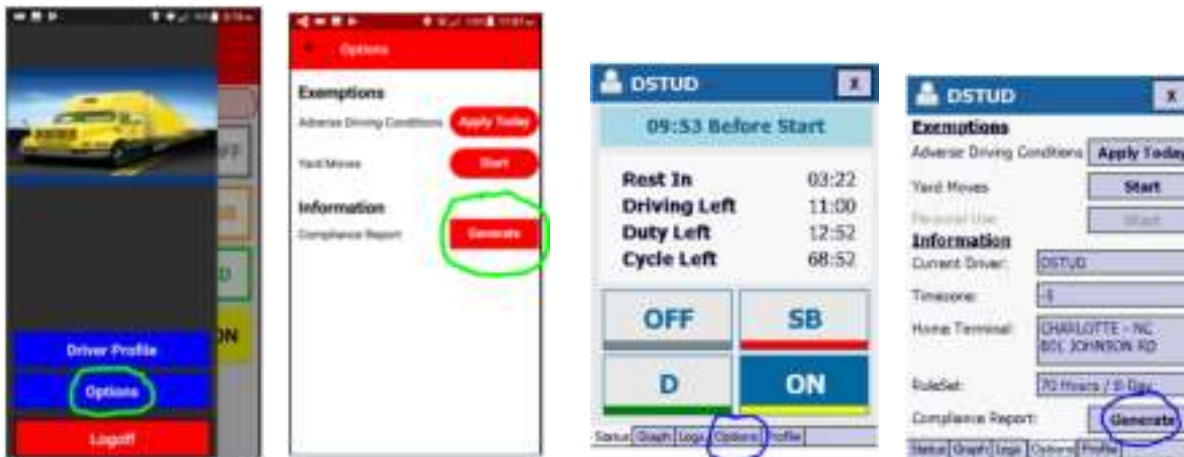 Driver Profile
Options
Logoff
FF
D
ON
Options
Exemptions
Adverse Driving Conditions Apply Today
Yard Moves Start
Information
Compliance Report Generate
DSTUD X
09:53 Before Start
Rest In 03:22
Driving Left 11:00
Duty Left 12:52
Cycle Left 68:52
OFF SB
D ON
Status Graph Logs Options Profile
DSTUD X
Exemptions
Adverse Driving Conditions Apply Today
Yard Moves Start
Personal Use Start
Information
Current Driver: DSTUD
Timezone: -5
Home Terminal: CHARLOTTE - NC
JOHNSON RD
RuleSet: 70 Hours / 8 Day
Compliance Report: Generate
Status Graph Logs Options Profile